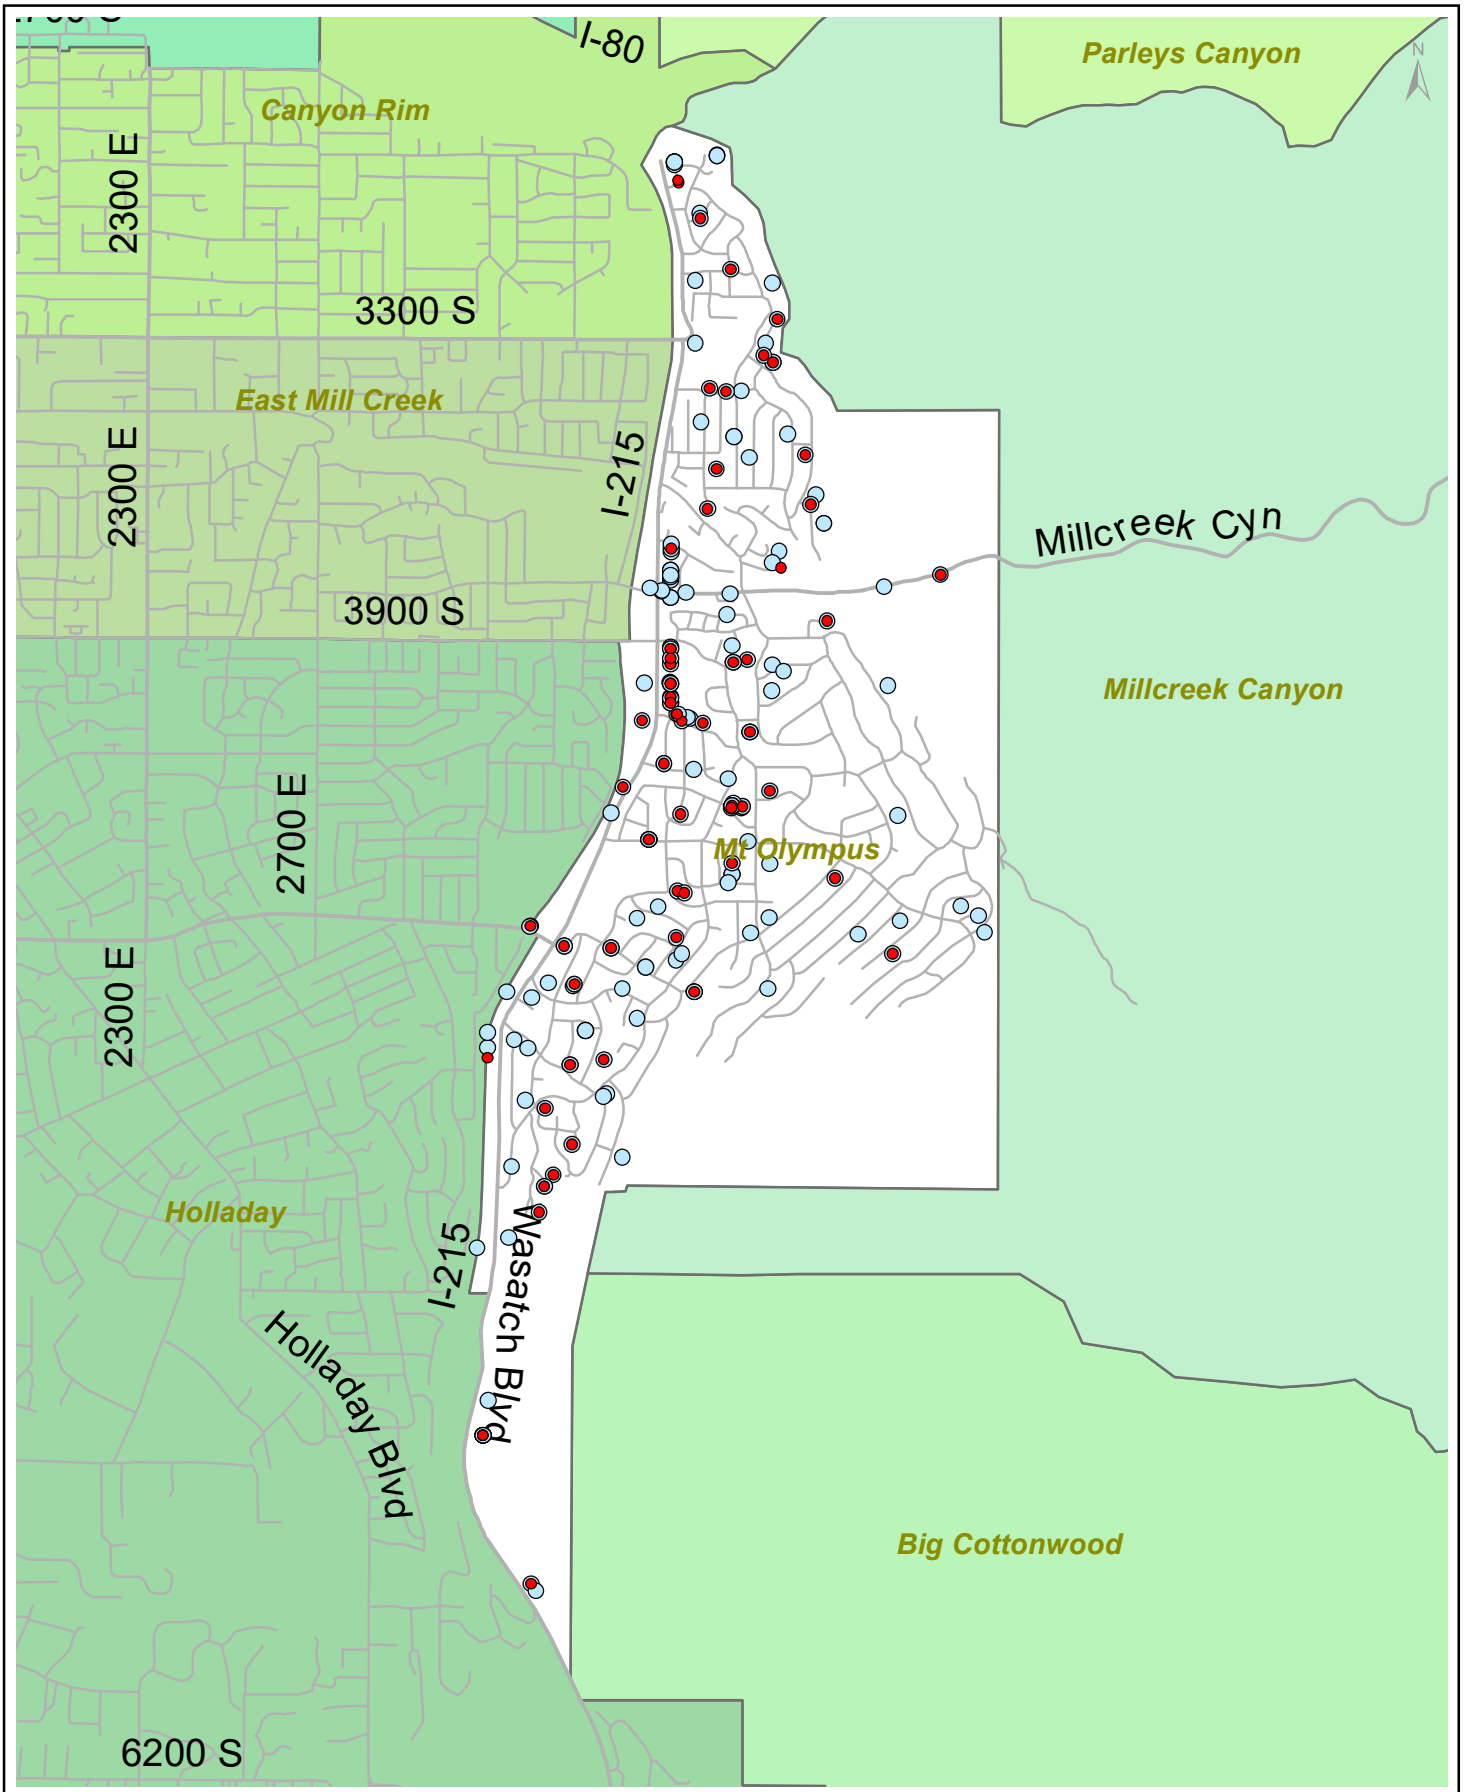 I-80
Parleys Canyon
N
Canyon Rim
2300 E
3300 S
East Mill Creek
2300 E
I-215
Millcreek Cyn
3900 S
Millcreek Canyon
2700 E
Mt Olympus
2300 E
Holladay
I-215
Wasatch Blvd
Holladay Blvd
Big Cottonwood
6200 S